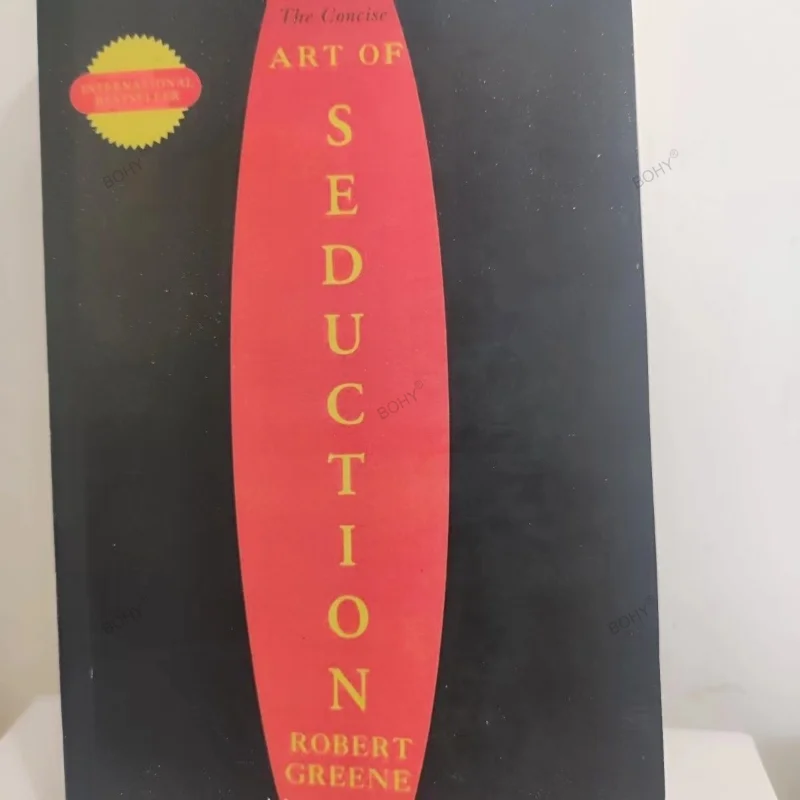 The Concise
ART OF
SEDUCTION
ROBERT
GREENE
INTERNATIONAL
BESTSELLER
BOHY
BOHY®
BOHY®
BOHY
BOHY®